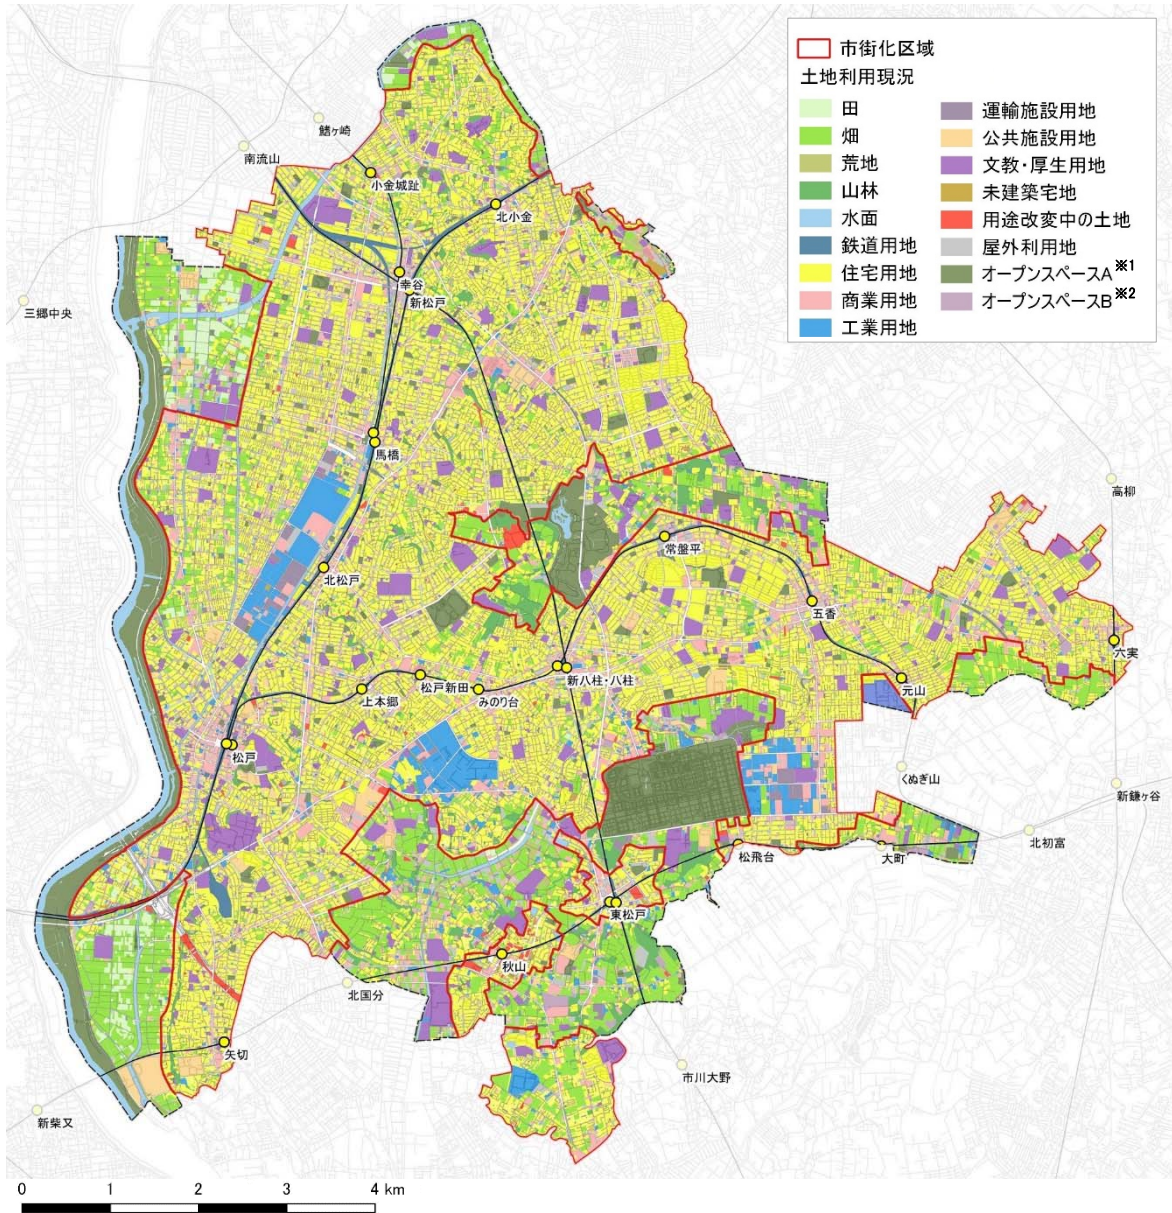 市街化区域
土地利用現況
田
畑
荒地
山林
水面
鉄道用地
住宅用地
商業用地
工業用地
運輸施設用地
公共施設用地
文教・厚生用地
未建築宅地
用途改変中の土地
屋外利用地
オープンスペースA※1
オープンスペースB※2
鰭ヶ崎
南流山
小金城趾
北小金
幸谷
新松戸
三郷中央
馬橋
高柳
常盤平
北松戸
五香
六実
新八柱・八柱
松戸新田
みのり台
上本郷
元山
松戸
くぬぎ山
新鎌ヶ谷
北初富
松飛台
大町
東松戸
秋山
北国分
矢切
市川大野
新柴又
0 1 2 3 4 km